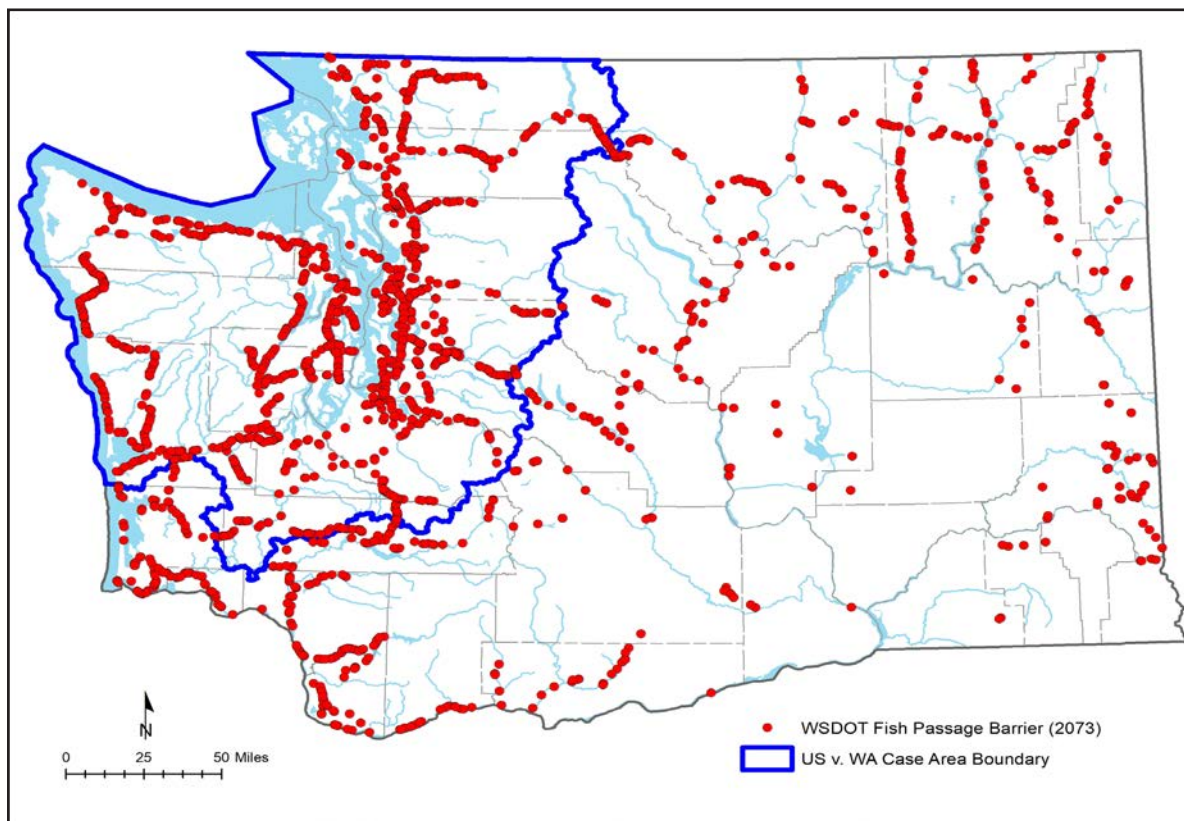 N
0 25 50 Miles
WSDOT Fish Passage Barrier (2073)
US v. WA Case Area Boundary